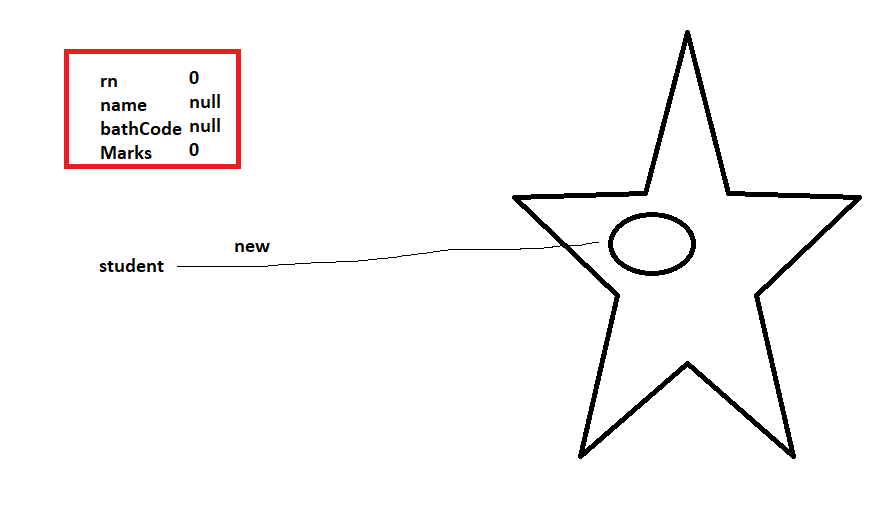 rn 0
name null
bathCode null
Marks 0
new
student